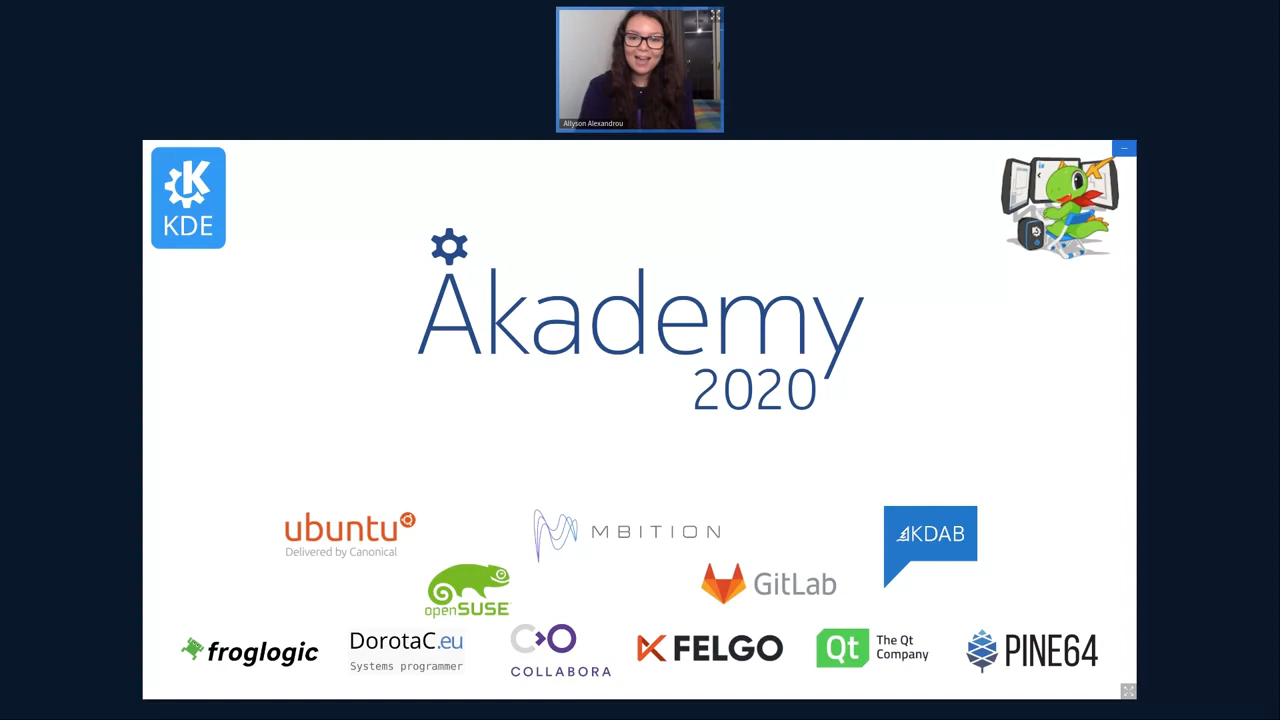 Allyson Alexandrou
KDE
Akademy
2020
ubuntu
Delivered by Canonical
MBITION
KDAB
openSUSE
GitLab
froglogic
DorotaC.eu
Systems programmer
COLLABORA
FELGO
Qt
The Qt
Company
PINE64